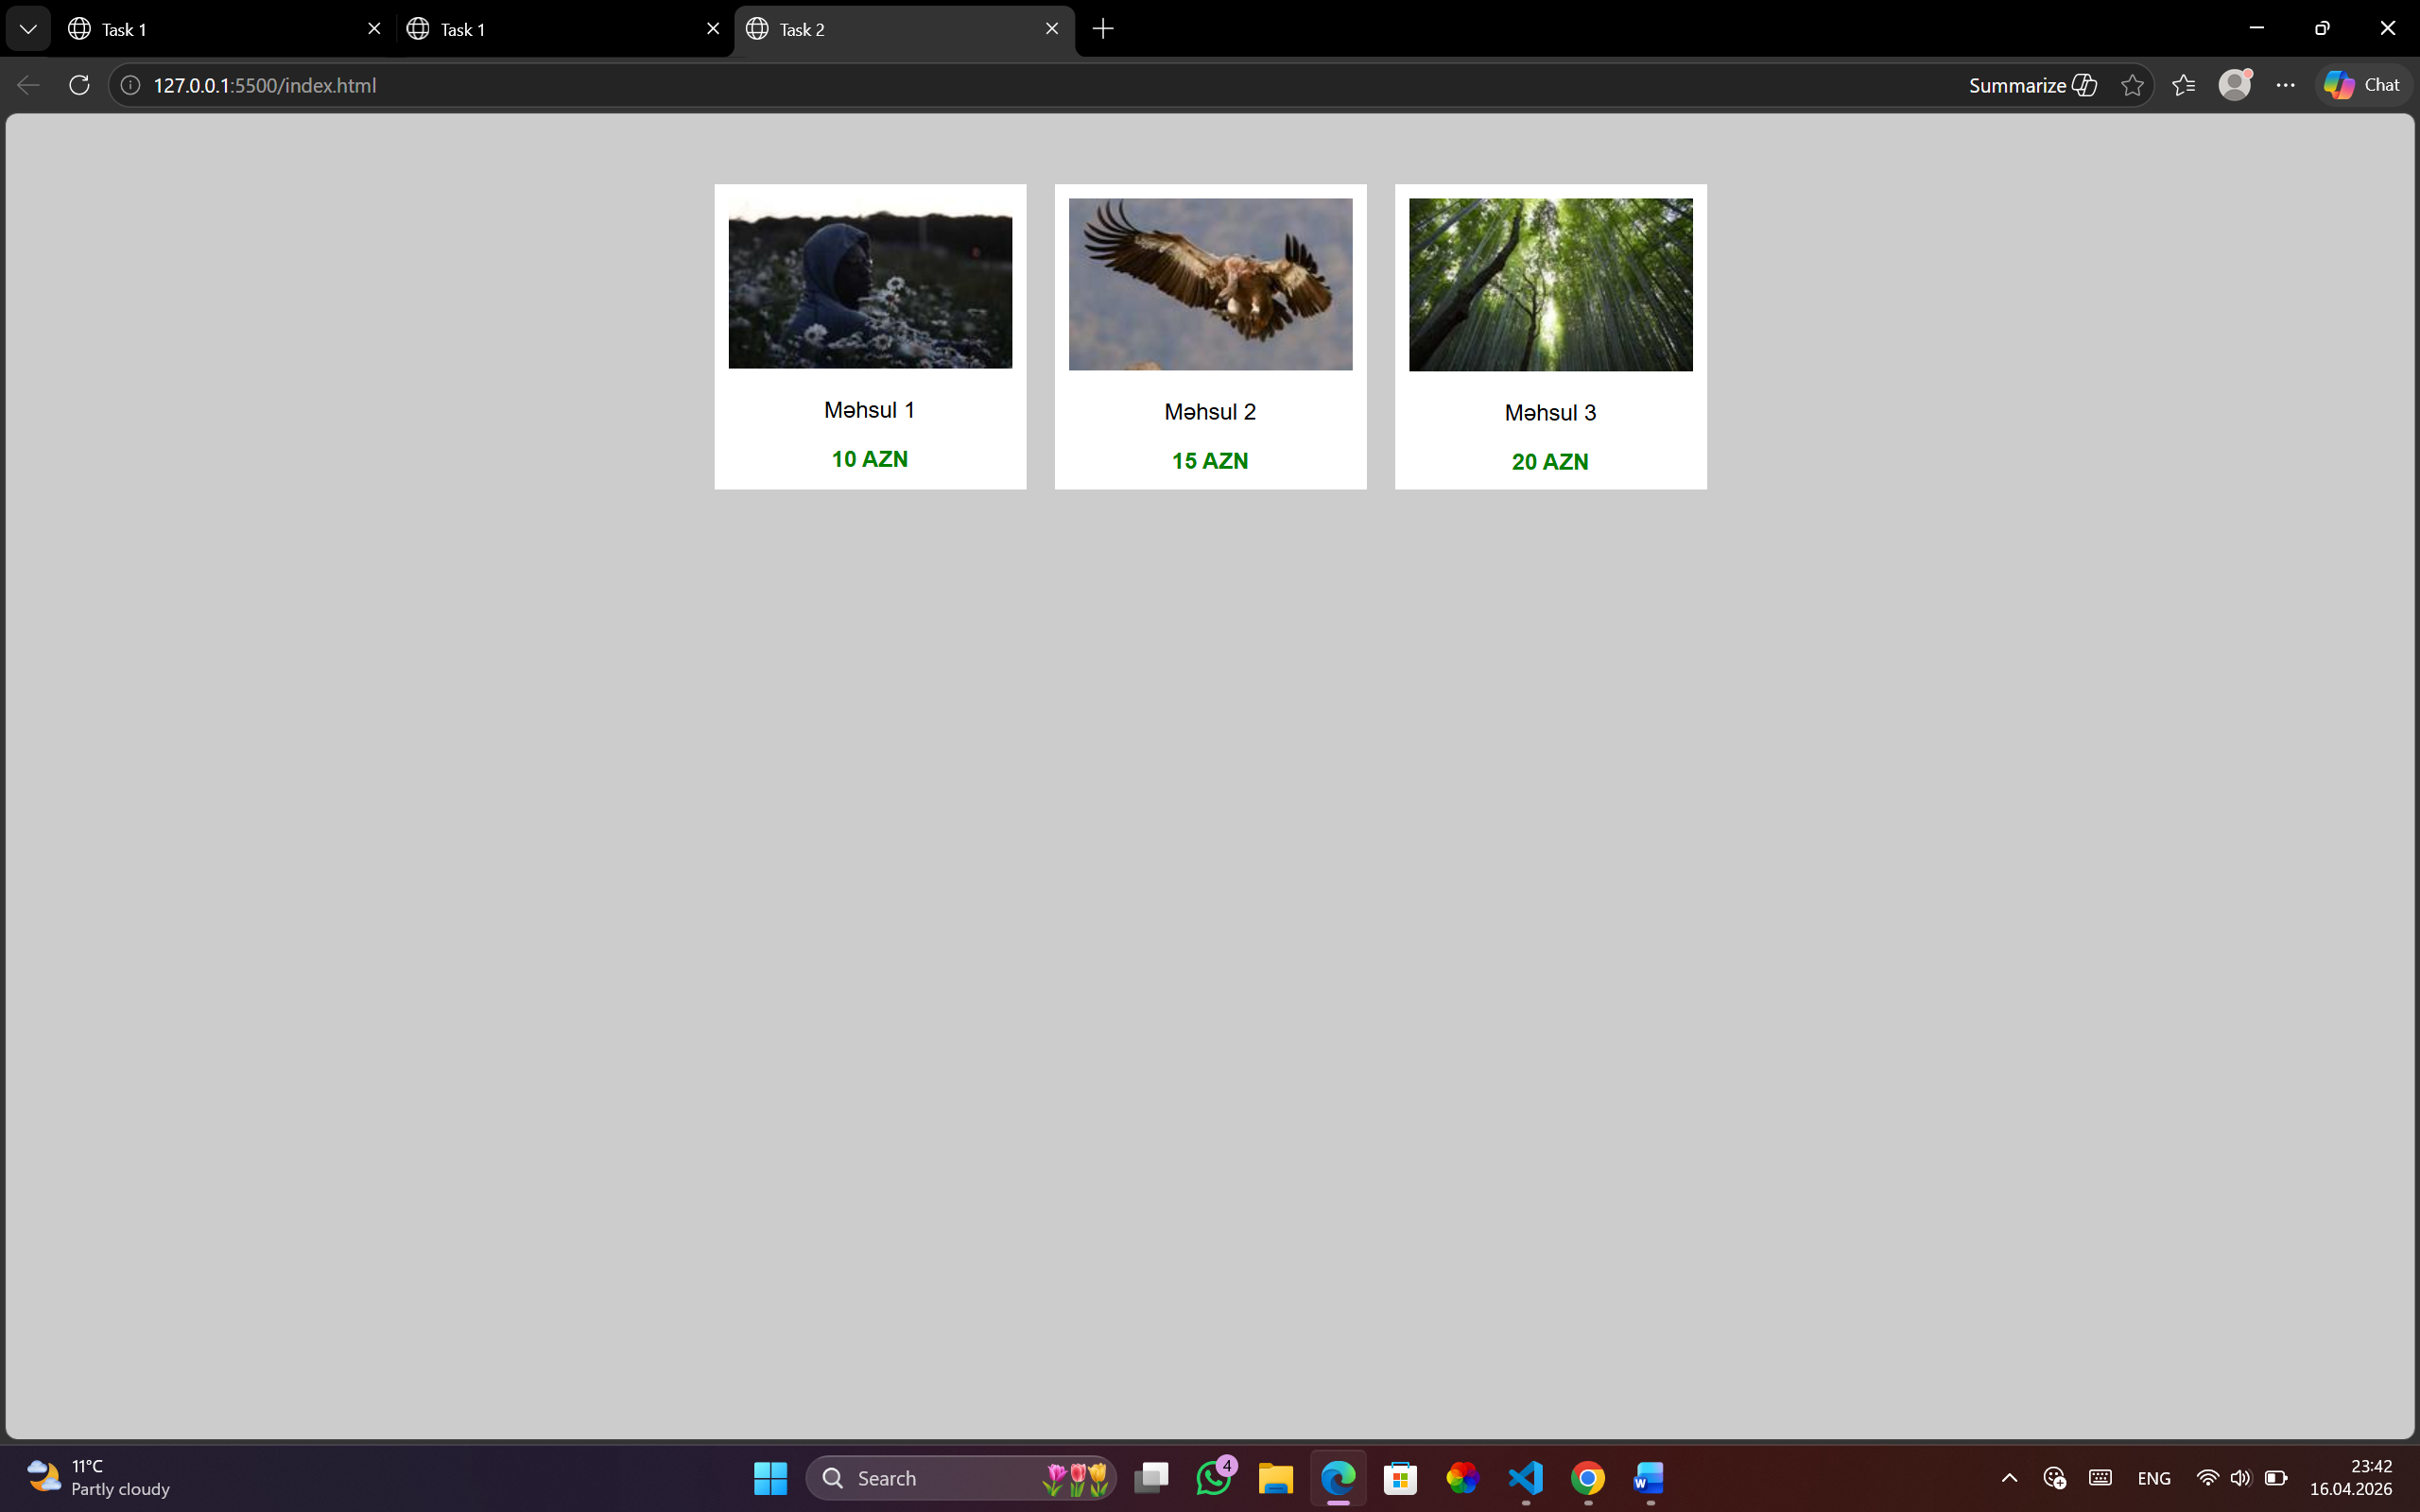 Task 1
Task 1
Task 2
127.0.0.1:5500/index.html
Summarize
Chat
Məhsul 1
Məhsul 2
Məhsul 3
10 AZN
15 AZN
20 AZN
11°C
Partly cloudy
Search
4
W
ENG
23:42
16.04.2026